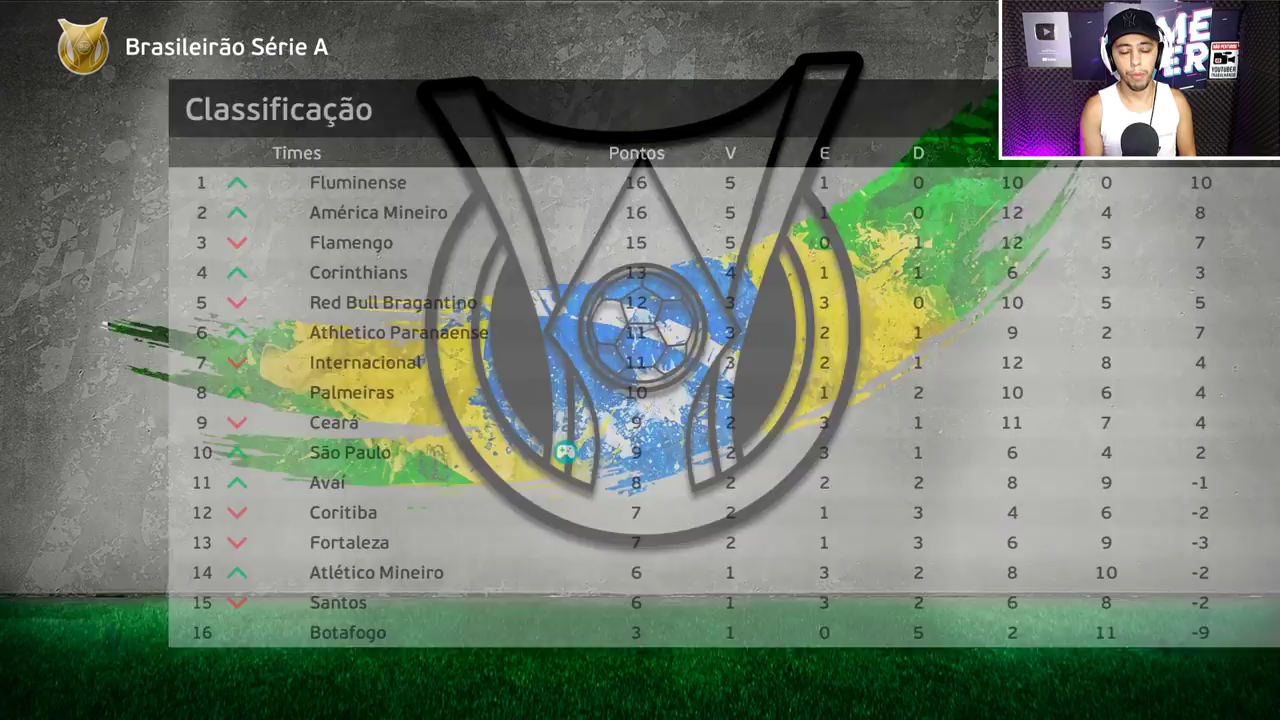 Brasileirão Série A
Classificação
Times Pontos V E D
1 Fluminense 16 5 1 0 10 0 10
2 América Mineiro 16 5 1 0 12 4 8
3 Flamengo 15 5 0 1 12 5 7
4 Corinthians 13 4 1 1 6 3 3
5 Red Bull Bragantino 12 3 3 0 10 5 5
6 Athletico Paranaense 11 3 2 1 9 2 7
7 Internacional 11 3 2 1 12 8 4
8 Palmeiras 10 3 1 2 10 6 4
9 Ceará 9 2 3 1 11 7 4
10 São Paulo 9 2 3 1 6 4 2
11 Avaí 8 2 2 2 8 9 -1
12 Coritiba 7 2 1 3 4 6 -2
13 Fortaleza 7 2 1 3 6 9 -3
14 Atlético Mineiro 6 1 3 2 8 10 -2
15 Santos 6 1 3 2 6 8 -2
16 Botafogo 3 1 0 5 2 11 -9
ME
ER
NÃO PERTURBE
YOUTUBER
TRABALHANDO